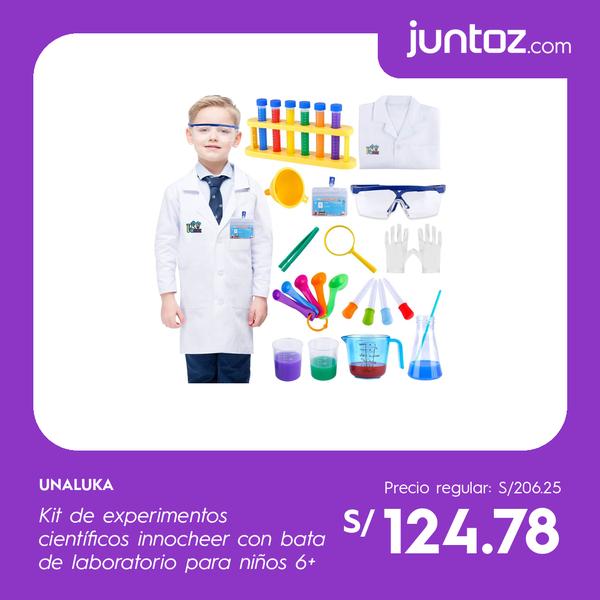 juntoz.com
UNALUKA
Kit de experimentos
científicos innocheer con bata
de laboratorio para niños 6+
Precio regular: S/206.25
S/124.78